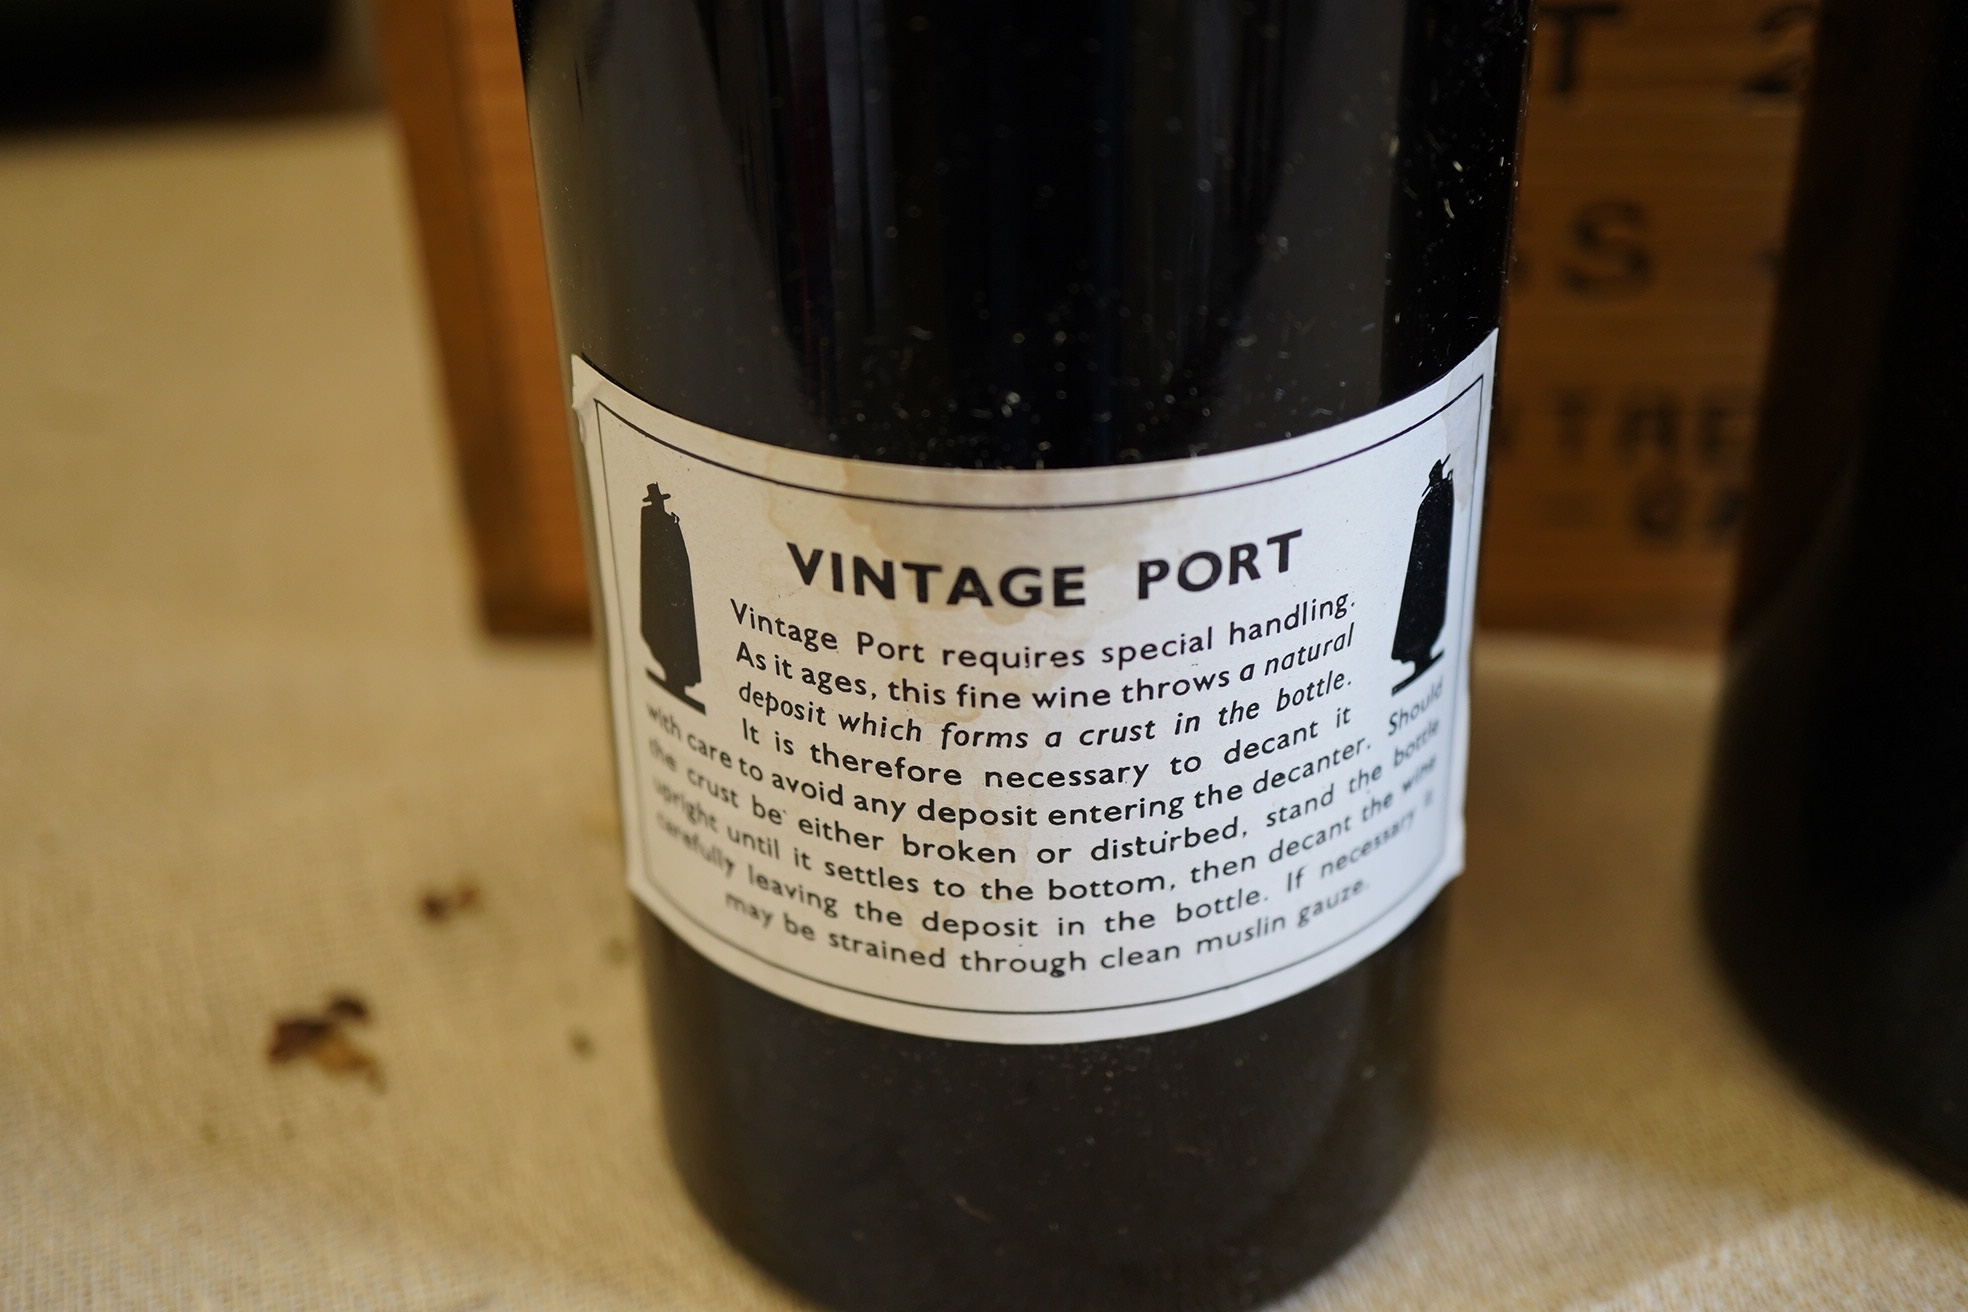 VINTAGE PORT
Vintage Port requires special handling.
As it ages, this fine wine throws a natural
deposit which forms a crust in the bottle.
It is therefore necessary to decant it
with care to avoid any deposit entering the decanter. Should
the crust be either broken or disturbed, stand the bottle
upright until it settles to the bottom, then decant the wine
carefully leaving the deposit in the bottle. If necessary it
may be strained through clean muslin gauze.